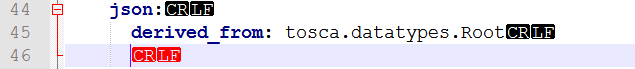 44 json:CRLF
45 derived_from: tosca.datatypes.RootCRLF
46 CRLF